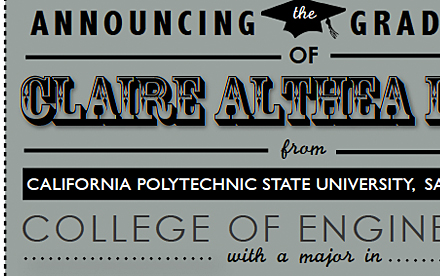 ANNOUNCING the GRAD
OF
CLAIRE ALTHEA
from
CALIFORNIA POLYTECHNIC STATE UNIVERSITY, SA
COLLEGE OF ENGINE
with a major in